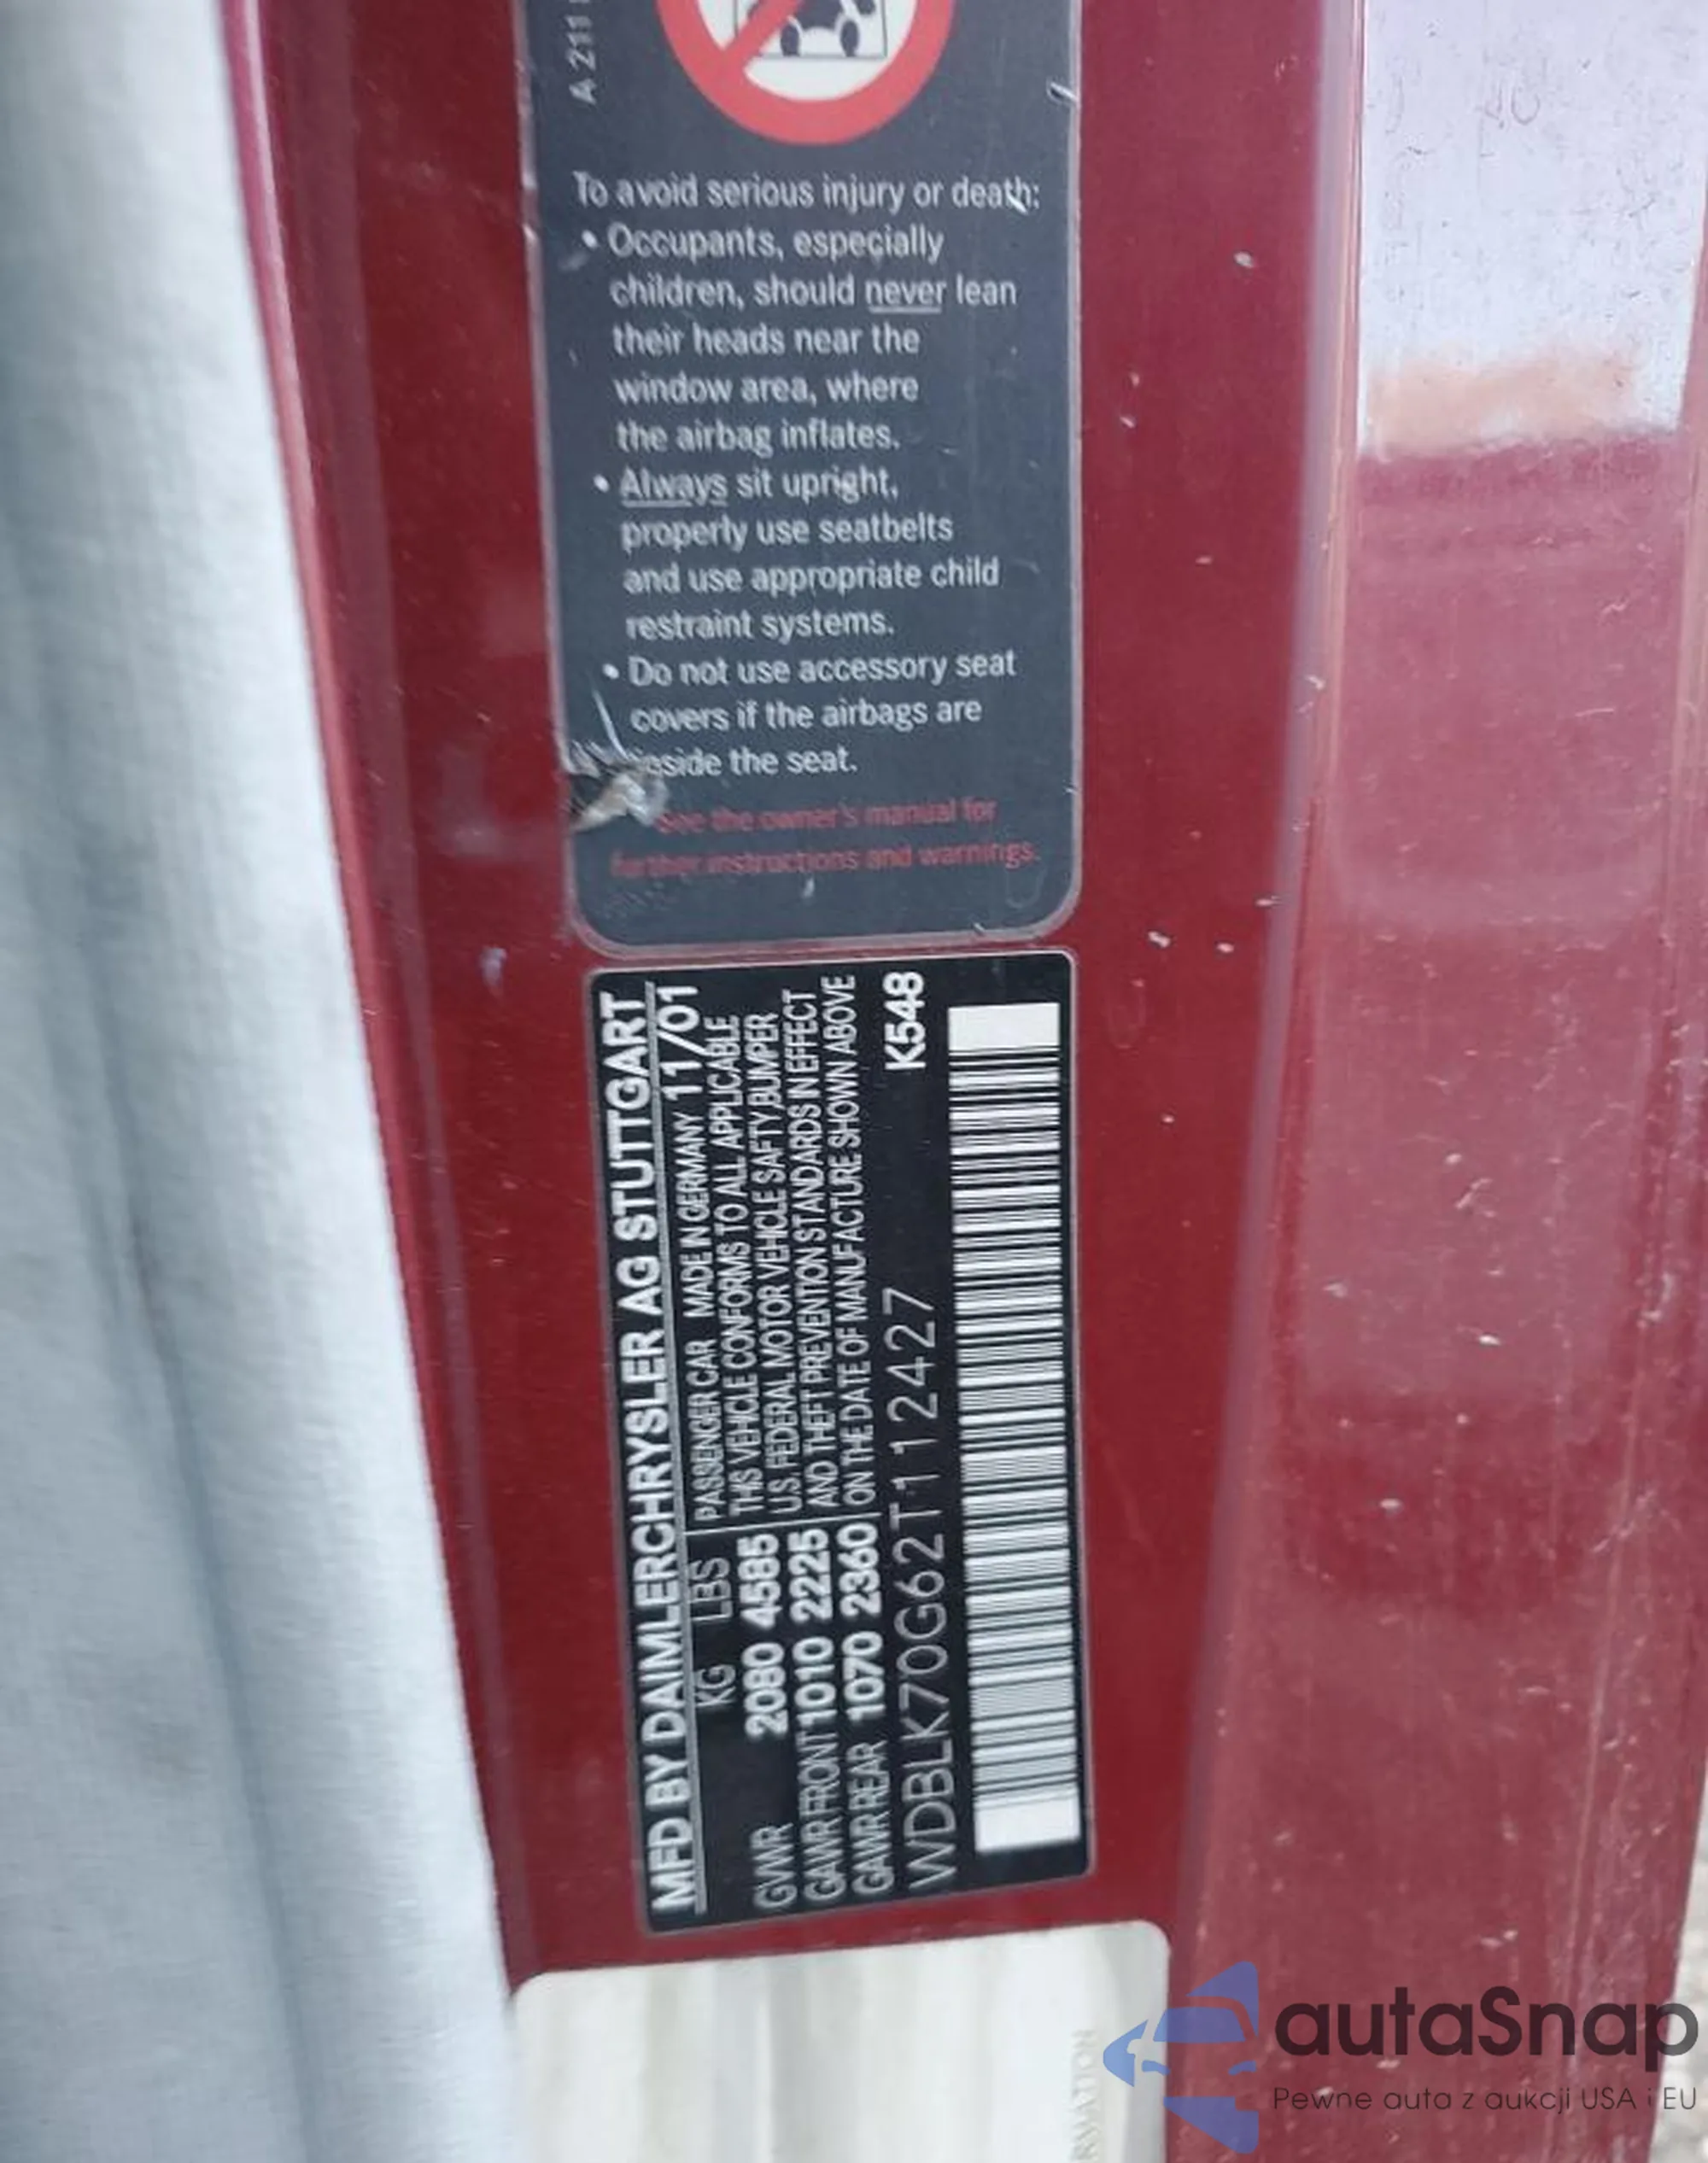 A 211
To avoid serious injury or death:
• Occupants, especially
children, should never lean
their heads near the
window area, where
the airbag inflates.
• Always sit upright,
properly use seatbelts
and use appropriate child
restraint systems.
• Do not use accessory seat
covers if the airbags are
inside the seat.
See the owner's manual for
further instructions and warnings.
MFD BY DAIMLERCHRYSLER AG STUTTGART
KG LBS PASSENGER CAR MADE IN GERMANY 11/01
GVWR 2080 4585 THIS VEHICLE CONFORMS TO ALL APPLICABLE
GAWR FRONT 1010 2225 U.S. FEDERAL MOTOR VEHICLE SAFTY,BUMPER
GAWR REAR 1070 2360 AND THEFT PREVENTION STANDARDS IN EFFECT
ON THE DATE OF MANUFACTURE SHOWN ABOVE
WDBLK70G62T112427 K548
autaSnap
Pewne auta z aukcji USA i EU